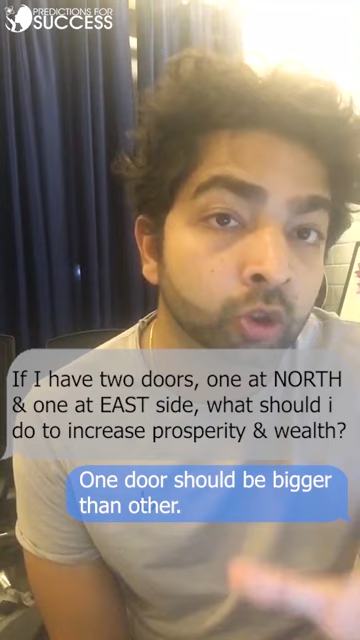 PREDICTIONS FOR
SUCCESS
If I have two doors, one at NORTH
& one at EAST side, what should i
do to increase prosperity & wealth?
One door should be bigger
than other.